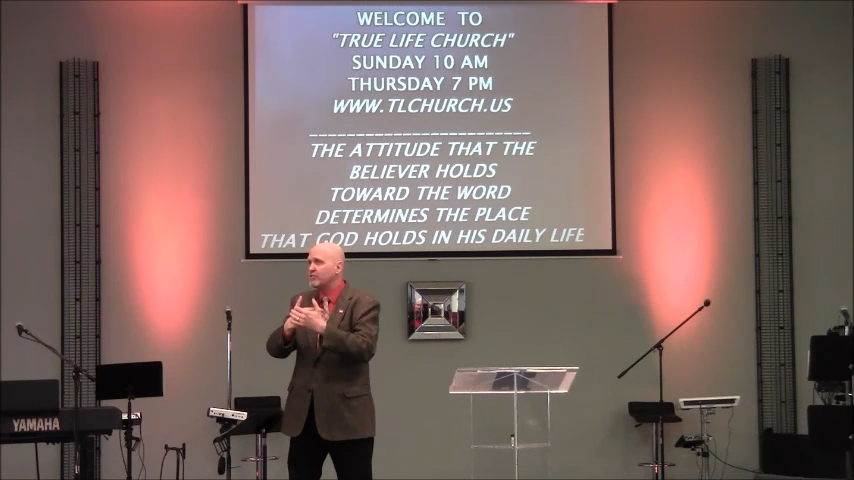 WELCOME TO
"TRUE LIFE CHURCH"
SUNDAY 10 AM
THURSDAY 7 PM
WWW.TLCHURCH.US
_______________________
THE ATTITUDE THAT THE
BELIEVER HOLDS
TOWARD THE WORD
DETERMINES THE PLACE
THAT GOD HOLDS IN HIS DAILY LIFE
YAMAHA